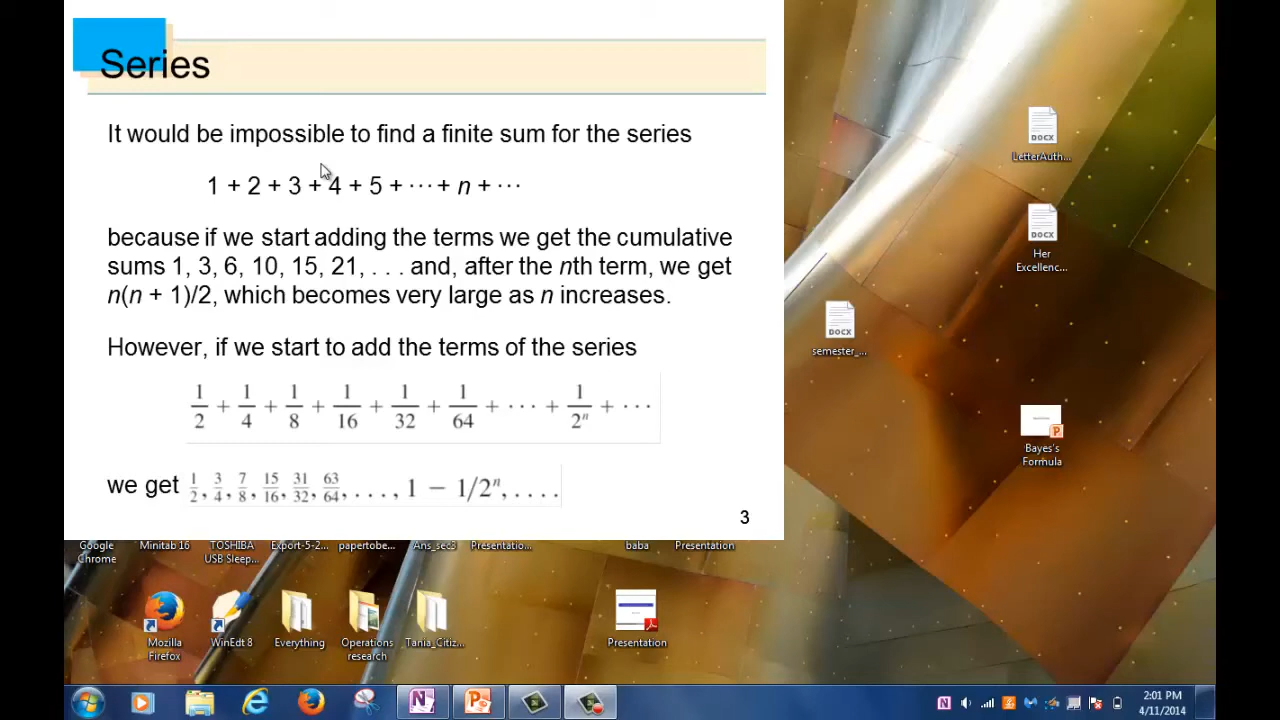 Series
It would be impossible to find a finite sum for the series
1 + 2 + 3 + 4 + 5 + ··· + n + ···
because if we start adding the terms we get the cumulative
sums 1, 3, 6, 10, 15, 21, . . . and, after the nth term, we get
n(n + 1)/2, which becomes very large as n increases.
However, if we start to add the terms of the series
1/2 + 1/4 + 1/8 + 1/16 + 1/32 + 1/64 + ··· + 1/2ⁿ + ···
we get 1/2, 3/4, 7/8, 15/16, 31/32, 63/64, . . . , 1 − 1/2ⁿ, . . . .
3
DOCX
LetterAuth...
DOCX
Her
Excellenc...
DOCX
semester_...
Bayes's
Formula
Google
Chrome
Minitab 16
TOSHIBA
USB Sleep...
Export-5-2...
papertobe...
Ans_sec3
Presentatio...
baba
Presentation
Mozilla
Firefox
WinEdt 8
Everything
Operations
research
Tania_Citiz...
Presentation
2:01 PM
4/11/2014